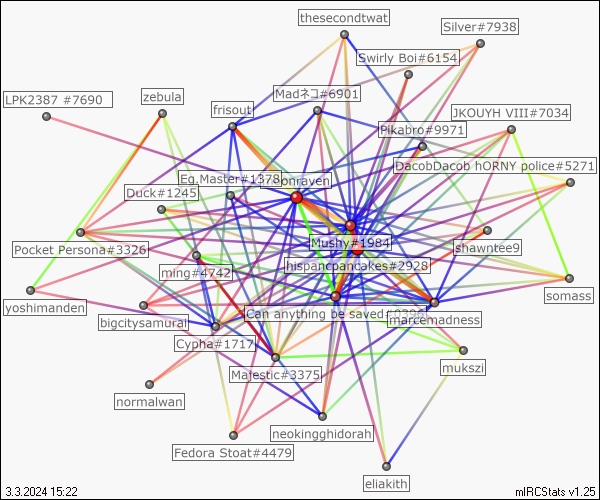 thesecondtwat
Silver#7938
Swirly Boi#6154
LPK2387 #7690
zebula
Madネコ#6901
frisout
JKOUYH VIII#7034
Pikabro#9971
DacobDacob hORNY police#5271
Eg.Master#1378
onraven
Duck#1245
Mushy#1984
Pocket Persona#3326
shawntee9
ming#4742
hispancpancakes#2928
yoshimanden
somass
bigcitysamurai
Can anything be saved
marcemadness
Cypha#1717
Majestic#3375
mukszi
normalwan
neokingghidorah
Fedora Stoat#4479
eliakith
3.3.2024 15:22
mIRCStats v1.25